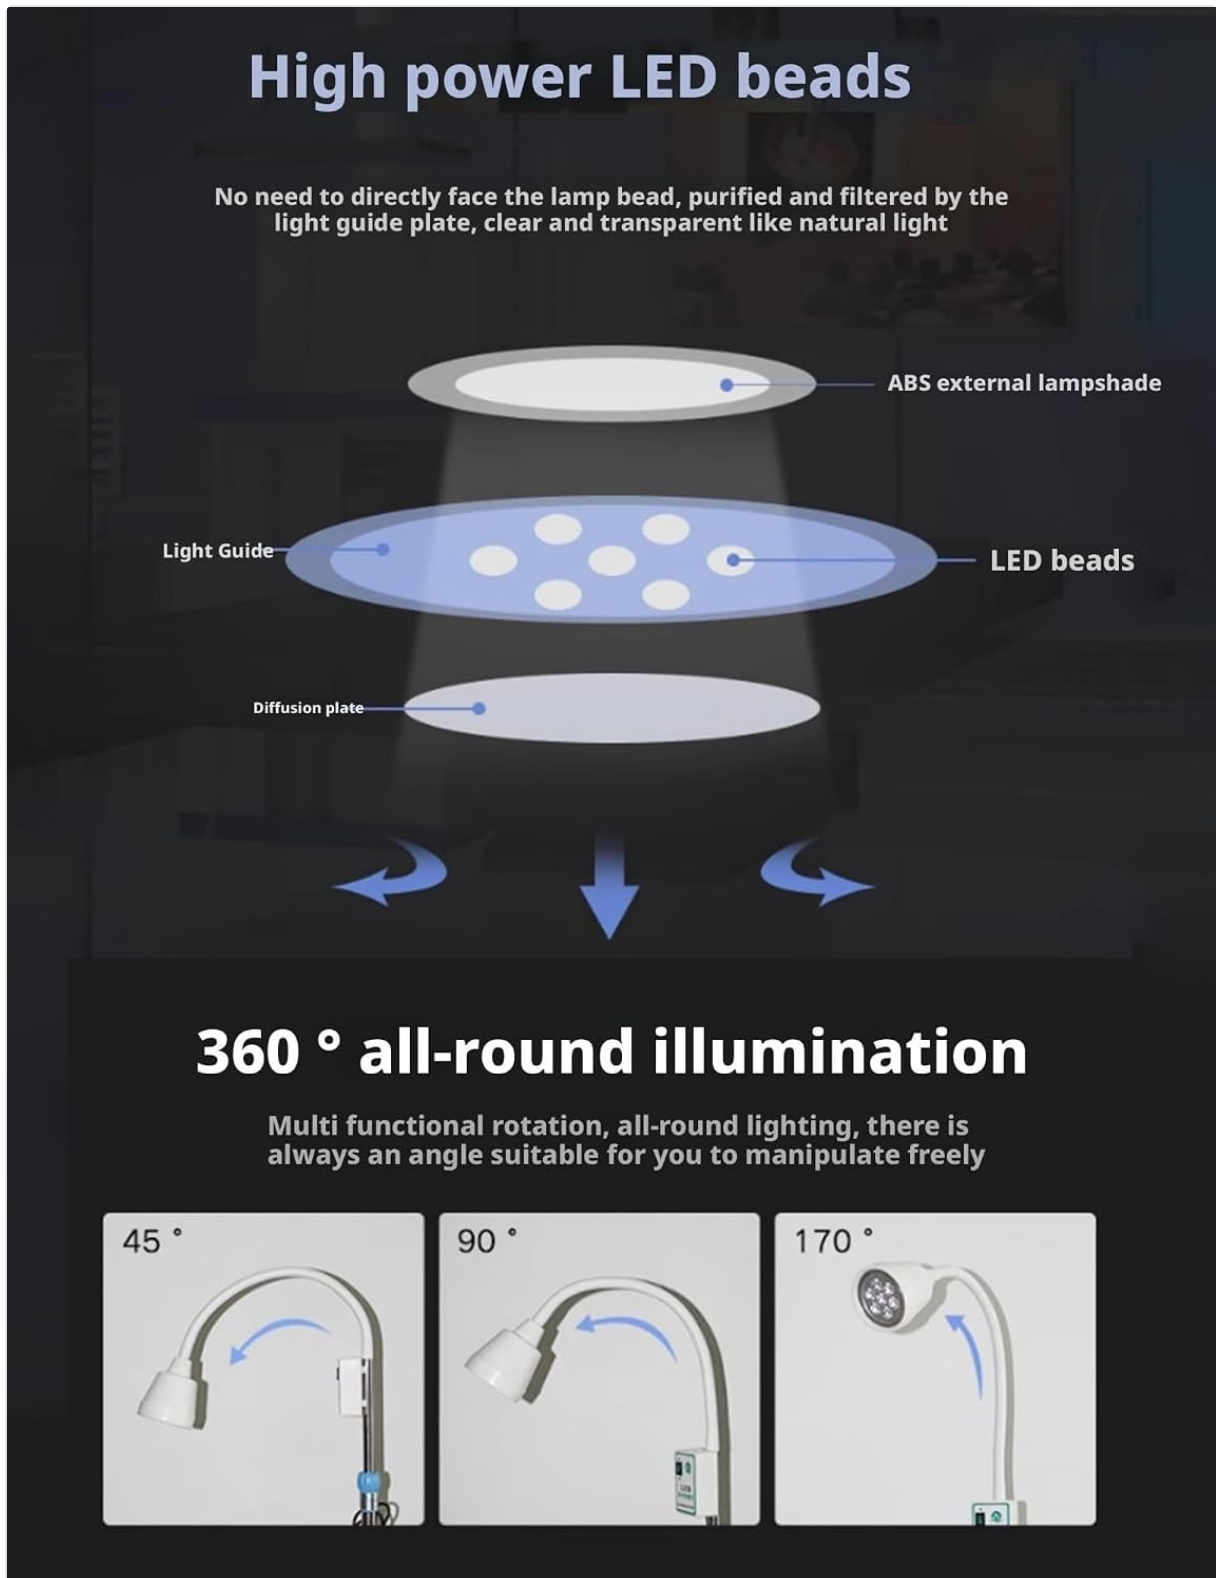 High power LED beads
No need to directly face the lamp bead, purified and filtered by the
light guide plate, clear and transparent like natural light
ABS external lampshade
Light Guide
LED beads
Diffusion plate
360 ° all-round illumination
Multi functional rotation, all-round lighting, there is
always an angle suitable for you to manipulate freely
45 °
90 °
170 °
LED